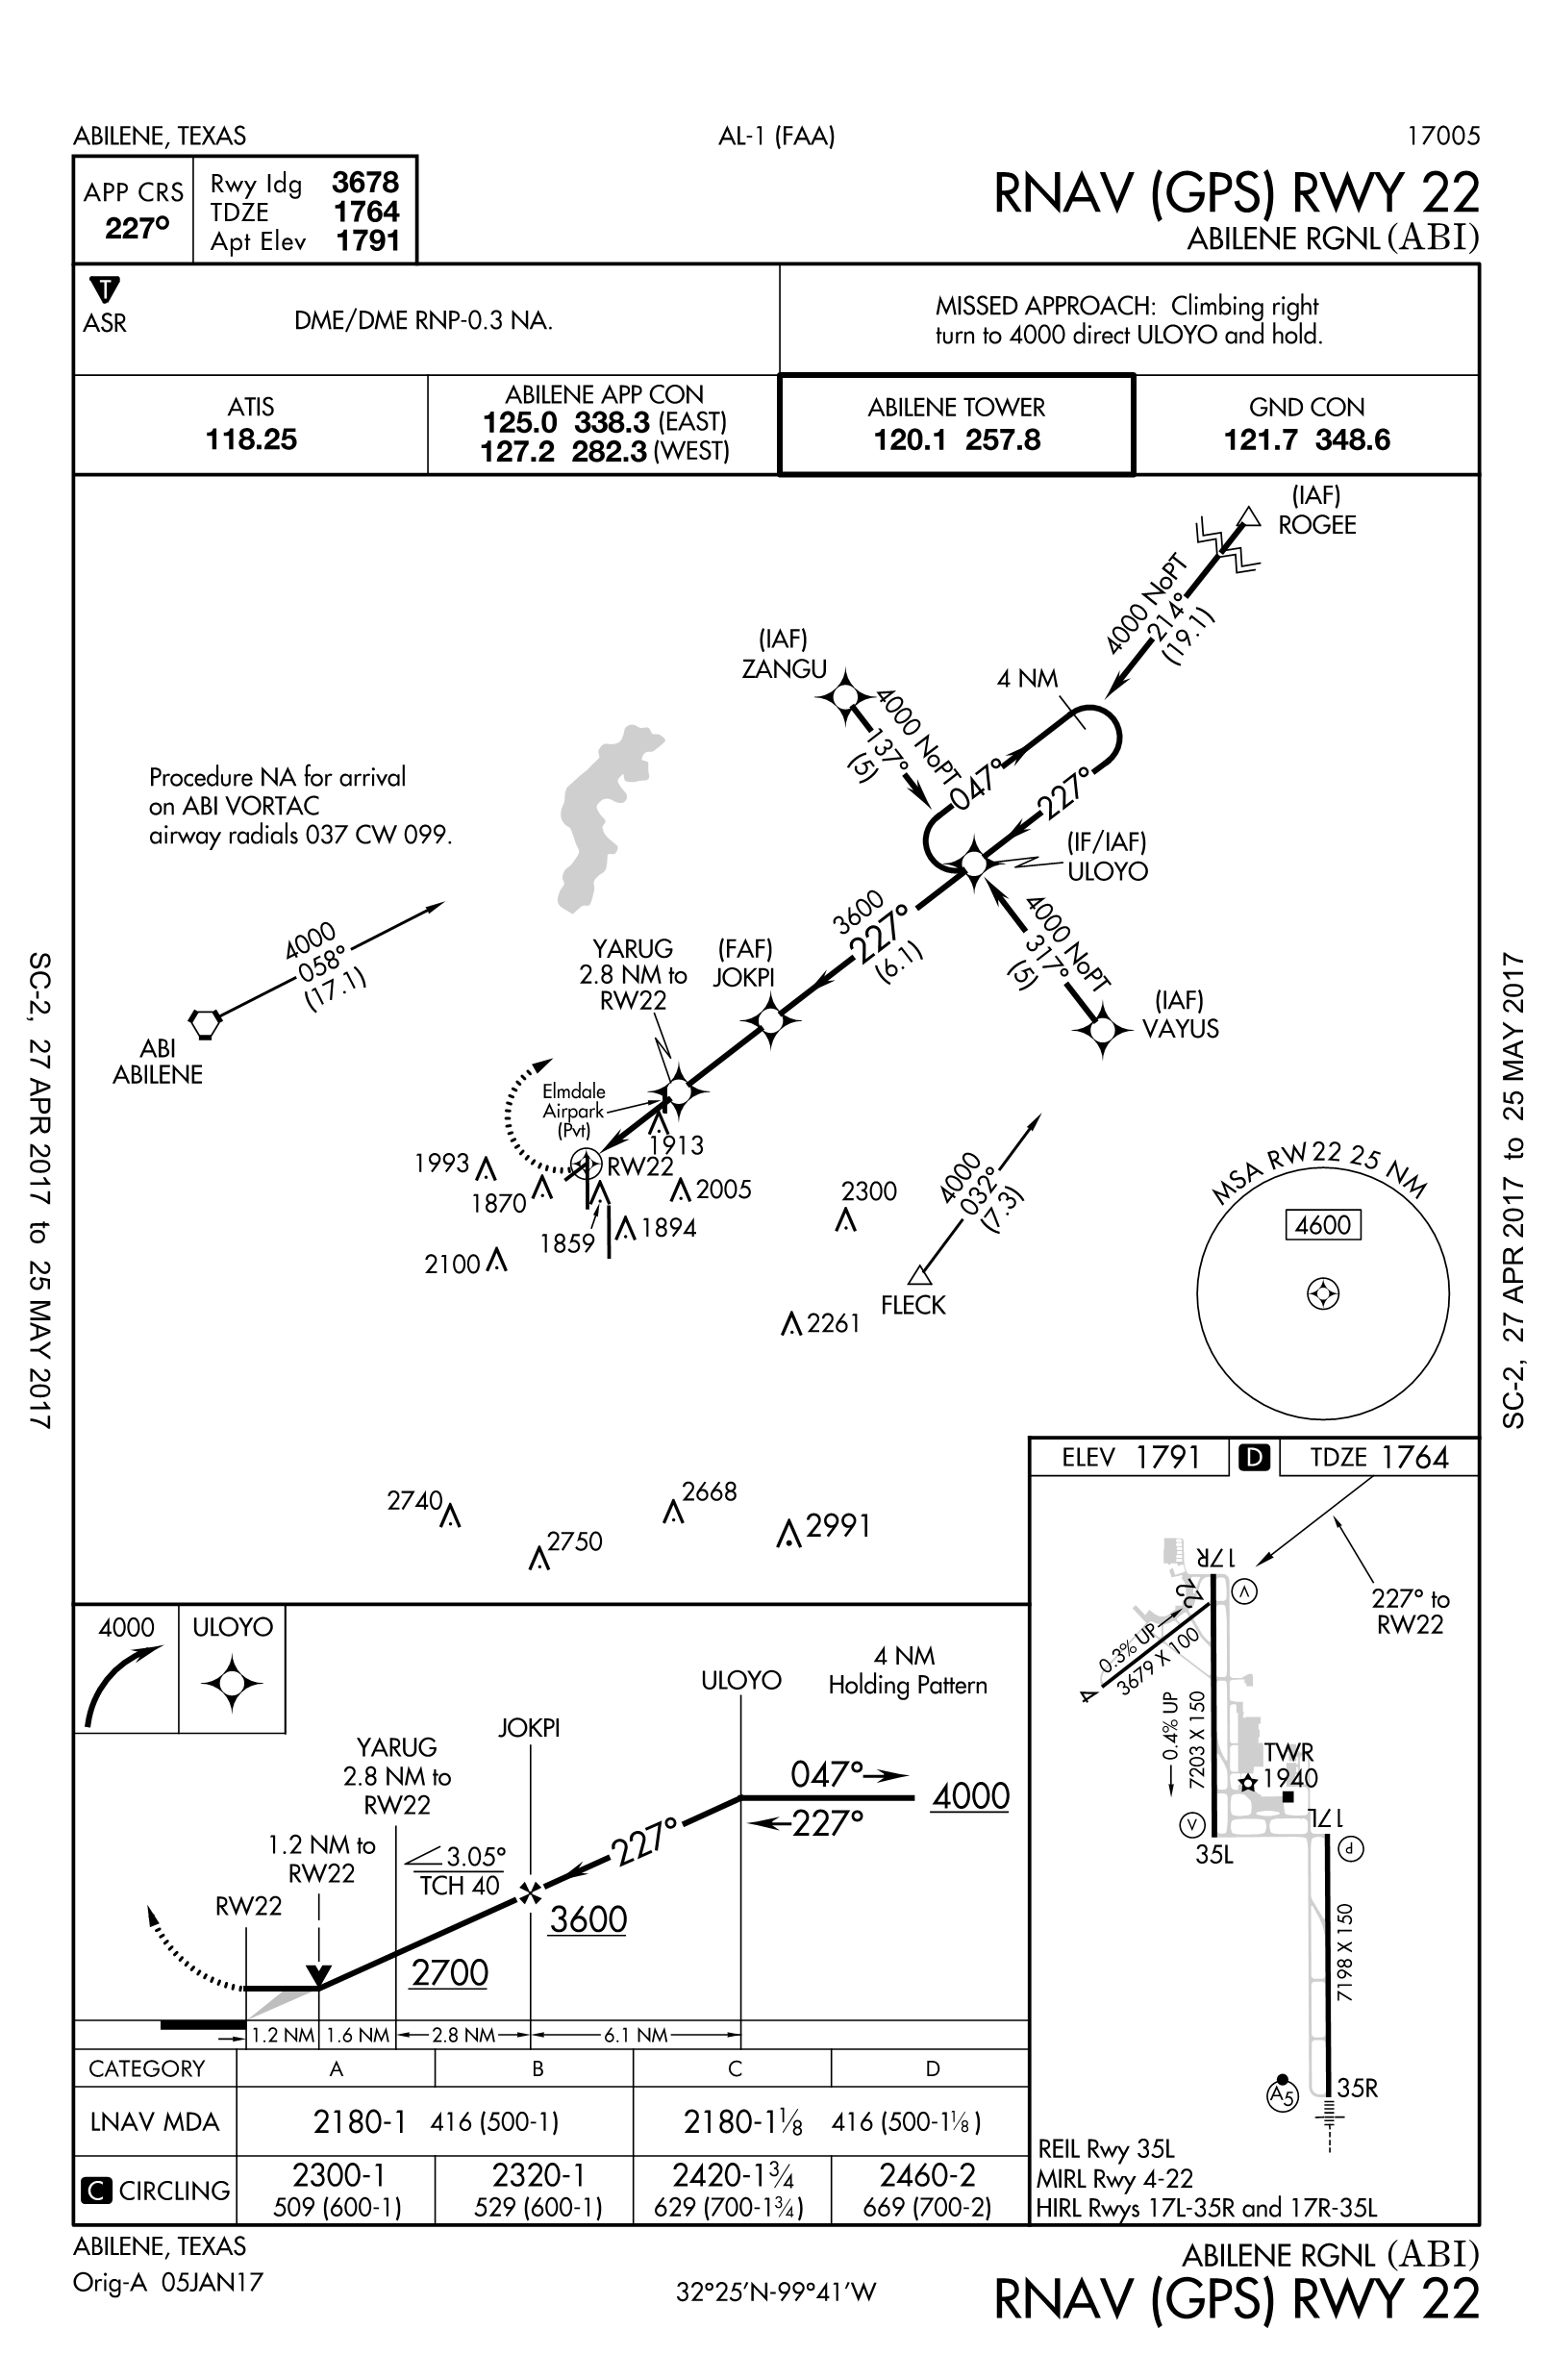 ABILENE, TEXAS
AL-1 (FAA)
17005
APP CRS
227°
Rwy Idg 3678
TDZE 1764
Apt Elev 1791
RNAV (GPS) RWY 22
ABILENE RGNL (ABI)
T
ASR
DME/DME RNP-0.3 NA.
MISSED APPROACH: Climbing right
turn to 4000 direct ULOYO and hold.
ATIS
118.25
ABILENE APP CON
125.0 338.3 (EAST)
127.2 282.3 (WEST)
ABILENE TOWER
120.1 257.8
GND CON
121.7 348.6
(IAF)
ROGEE
4000 NoPT
214°
(19.1)
(IAF)
ZANGU
4000 NoPT
137°
(5)
4 NM
047°
227°
(IF/IAF)
ULOYO
Procedure NA for arrival
on ABI VORTAC
airway radials 037 CW 099.
4000
058°
(17.1)
ABI
ABILENE
3600
227°
(6.1)
4000 NoPT
317°
(5)
(IAF)
VAYUS
YARUG
2.8 NM to
RW22
(FAF)
JOKPI
Elmdale
Airpark
(Pvt)
1913
RW22
1993
1870
2005
1859
1894
2100
2300
4000
032°
(7.3)
FLECK
2261
MSA RW22 25 NM
4600
2740
2750
2668
2991
SC-2, 27 APR 2017 to 25 MAY 2017
SC-2, 27 APR 2017 to 25 MAY 2017
ELEV 1791
D
TDZE 1764
17R
V
22
0.3% UP
3679 X 100
4
227° to
RW22
0.4% UP
7203 X 150
TWR
1940
V
35L
17L
P
7198 X 150
A5
35R
REIL Rwy 35L
MIRL Rwy 4-22
HIRL Rwys 17L-35R and 17R-35L
4000
ULOYO
4 NM
Holding Pattern
ULOYO
JOKPI
YARUG
2.8 NM to
RW22
1.2 NM to
RW22
RW22
3.05°
TCH 40
227°
047°
227°
4000
3600
2700
1.2 NM
1.6 NM
2.8 NM
6.1 NM
CATEGORY A B C D
LNAV MDA 2180-1 416 (500-1) 2180-1⅛ 416 (500-1⅛)
C CIRCLING
2300-1
509 (600-1)
2320-1
529 (600-1)
2420-1¾
629 (700-1¾)
2460-2
669 (700-2)
ABILENE, TEXAS
Orig-A 05JAN17
32°25'N-99°41'W
ABILENE RGNL (ABI)
RNAV (GPS) RWY 22